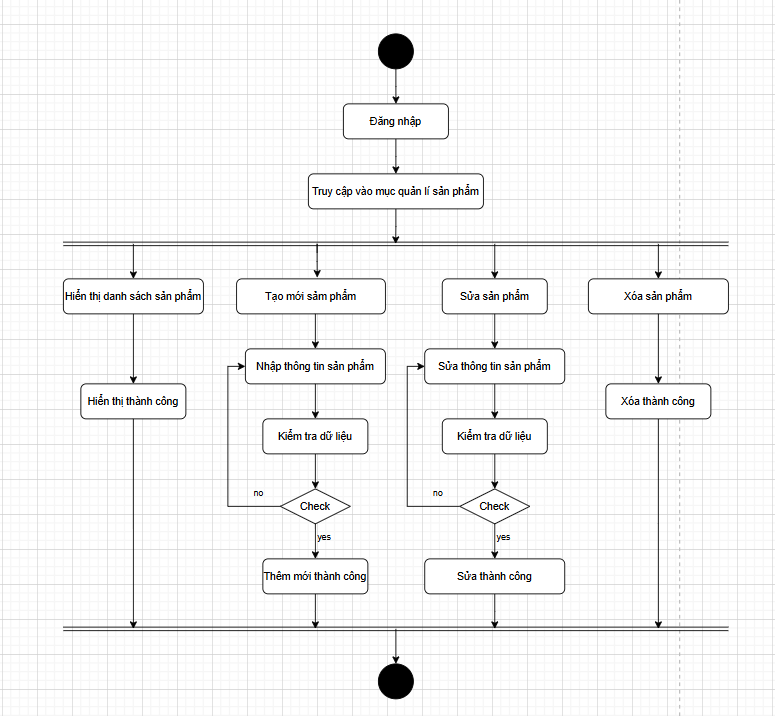 Đăng nhập
Truy cập vào mục quản lí sản phẩm
Hiển thị danh sách sản phẩm
Tạo mới sảm phẩm
Sửa sản phẩm
Xóa sản phẩm
Nhập thông tin sản phẩm
Sửa thông tin sản phẩm
Hiển thị thành công
Xóa thành công
Kiểm tra dữ liệu
Kiểm tra dữ liệu
no
no
Check
Check
yes
yes
Thêm mới thành công
Sửa thành công